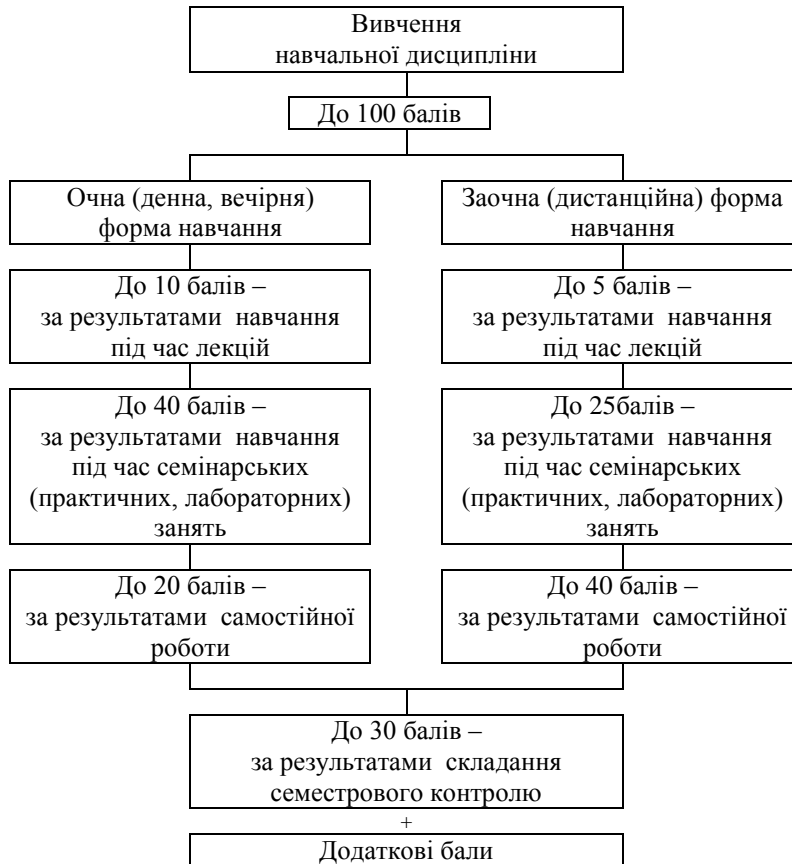 Вивчення
навчальної дисципліни
До 100 балів
Очна (денна, вечірня)
форма навчання
Заочна (дистанційна) форма
навчання
До 10 балів –
за результатами навчання
під час лекцій
До 5 балів –
за результатами навчання
під час лекцій
До 40 балів –
за результатами навчання
під час семінарських
(практичних, лабораторних)
занять
До 25балів –
за результатами навчання
під час семінарських
(практичних, лабораторних)
занять
До 20 балів –
за результатами самостійної
роботи
До 40 балів –
за результатами самостійної
роботи
До 30 балів –
за результатами складання
семестрового контролю
+
Додаткові бали